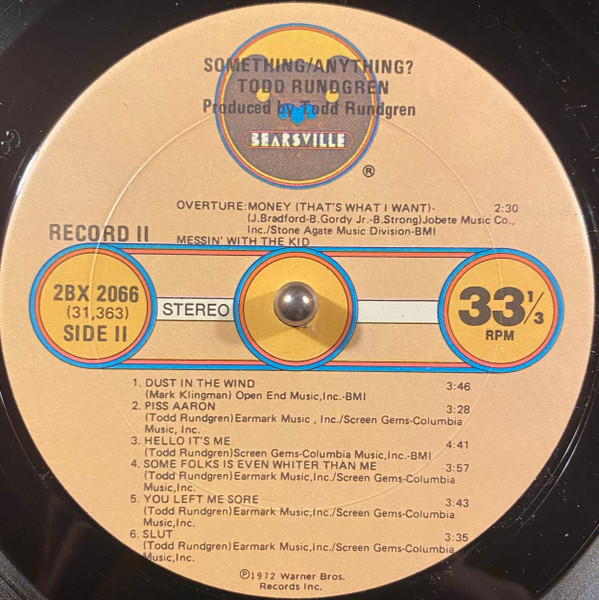 SOMETHING/ANYTHING?
TODD RUNDGREN
Produced by Todd Rundgren
BEARSVILLE
®
OVERTURE:MONEY (THAT'S WHAT I WANT)- 2:30
(J.Bradford-B.Gordy Jr.-B.Strong)Jobete Music Co.,
Inc./Stone Agate Music Division-BMI
MESSIN' WITH THE KID
RECORD II
2BX 2066
(31,363)
SIDE II
STEREO
33 1/3
RPM
1. DUST IN THE WIND 3:46
(Mark Klingman) Open End Music,Inc.-BMI
2. PISS AARON 3:28
(Todd Rundgren)Earmark Music , Inc./Screen Gems-Columbia
Music, Inc.
3. HELLO IT'S ME 4:41
(Todd Rundgren)Screen Gems-Columbia Music,Inc.-BMI
4. SOME FOLKS IS EVEN WHITER THAN ME 3:57
(Todd Rundgren)Earmark Music,Inc./Screen Gems-Columbia
Music,Inc.
5. YOU LEFT ME SORE 3:43
(Todd Rundgren)Earmark Music,Inc./Screen Gems-Columbia
Music,Inc.
6. SLUT 3:35
(Todd Rundgren)Earmark Music,Inc./Screen Gems-Columbia
Music,Inc.
℗1972 Warner Bros.
Records Inc.